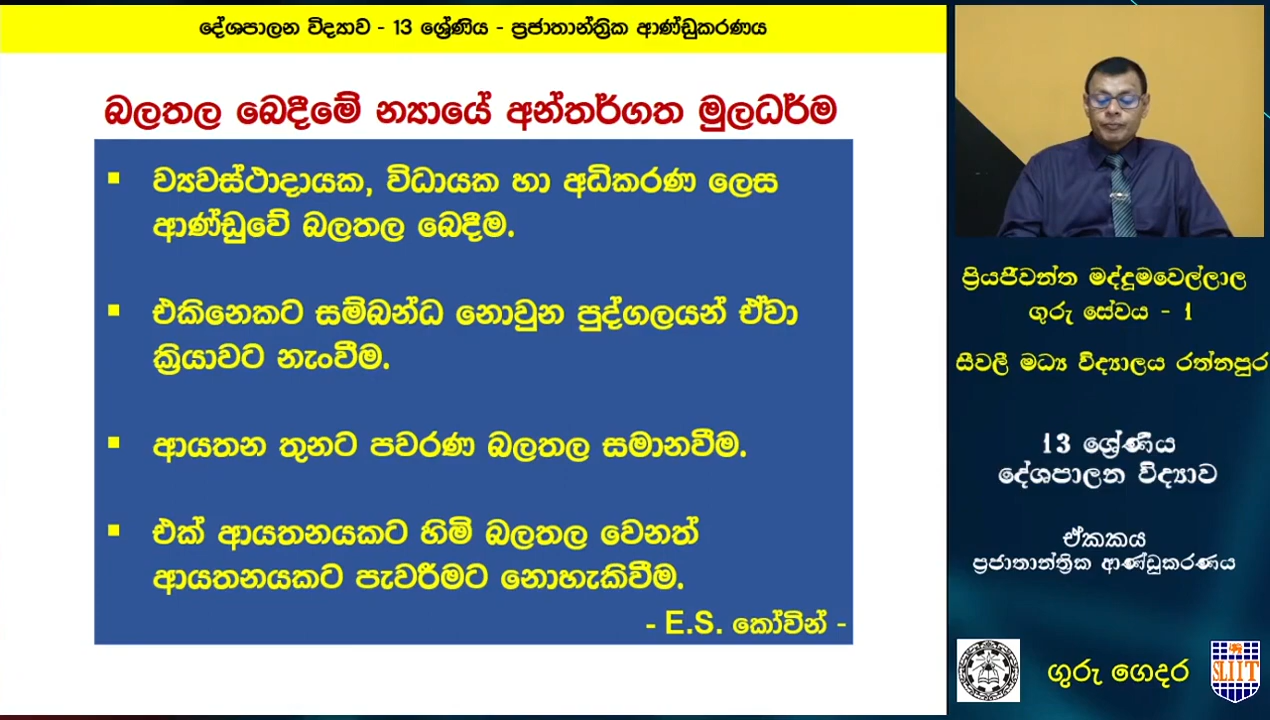 දේශපාලන විද්‍යාව - 13 ශ්‍රේණිය - ප්‍රජාතාන්ත්‍රික ආණ්ඩුකරණය
බලතල බෙදීමේ න්‍යායේ අන්තර්ගත මුලධර්ම
▪ ව්‍යවස්ථාදායක, විධායක හා අධිකරණ ලෙස
ආණ්ඩුවේ බලතල බෙදීම.
▪ එකිනෙකට සම්බන්ධ නොවුන පුද්ගලයන් ඒවා
ක්‍රියාවට නැංවීම.
▪ ආයතන තුනට පවරණ බලතල සමානවීම.
▪ එක් ආයතනයකට හිමි බලතල වෙනත්
ආයතනයකට පැවරීමට නොහැකිවීම.
- E.S. කෝවින් -
ප්‍රියජීවන්ත මද්දුමවෙල්ලාල
ගුරු සේවය - 1
සීවලී මධ්‍ය විද්‍යාලය රත්නපුර
13 ශ්‍රේණිය
දේශපාලන විද්‍යාව
ඒකකය
ප්‍රජාතාන්ත්‍රික ආණ්ඩුකරණය
ගුරු ගෙදර
SLIIT